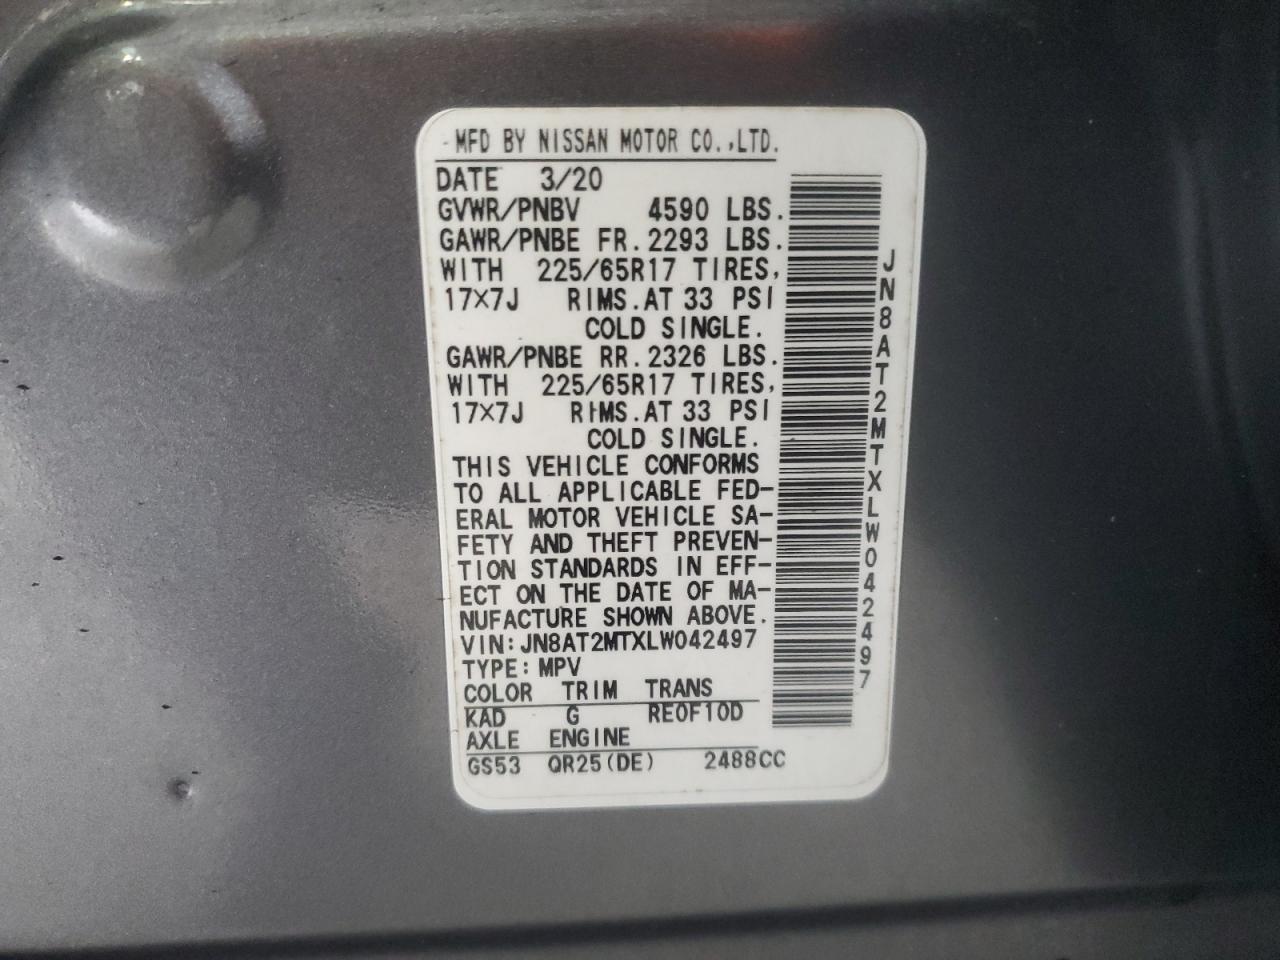 MFD BY NISSAN MOTOR CO.,LTD.
DATE 3/20
GVWR/PNBV 4590 LBS.
GAWR/PNBE FR.2293 LBS.
WITH 225/65R17 TIRES,
17×7J RIMS.AT 33 PSI
COLD SINGLE.
GAWR/PNBE RR.2326 LBS.
WITH 225/65R17 TIRES,
17×7J RIMS.AT 33 PSI
COLD SINGLE.
THIS VEHICLE CONFORMS
TO ALL APPLICABLE FED-
ERAL MOTOR VEHICLE SA-
FETY AND THEFT PREVEN-
TION STANDARDS IN EFF-
ECT ON THE DATE OF MA-
NUFACTURE SHOWN ABOVE.
VIN:JN8AT2MTXLW042497
TYPE:MPV
COLOR TRIM TRANS
KAD G RE0F10D
AXLE ENGINE
GS53 QR25(DE) 2488CC
JN8AT2MTXLW042497